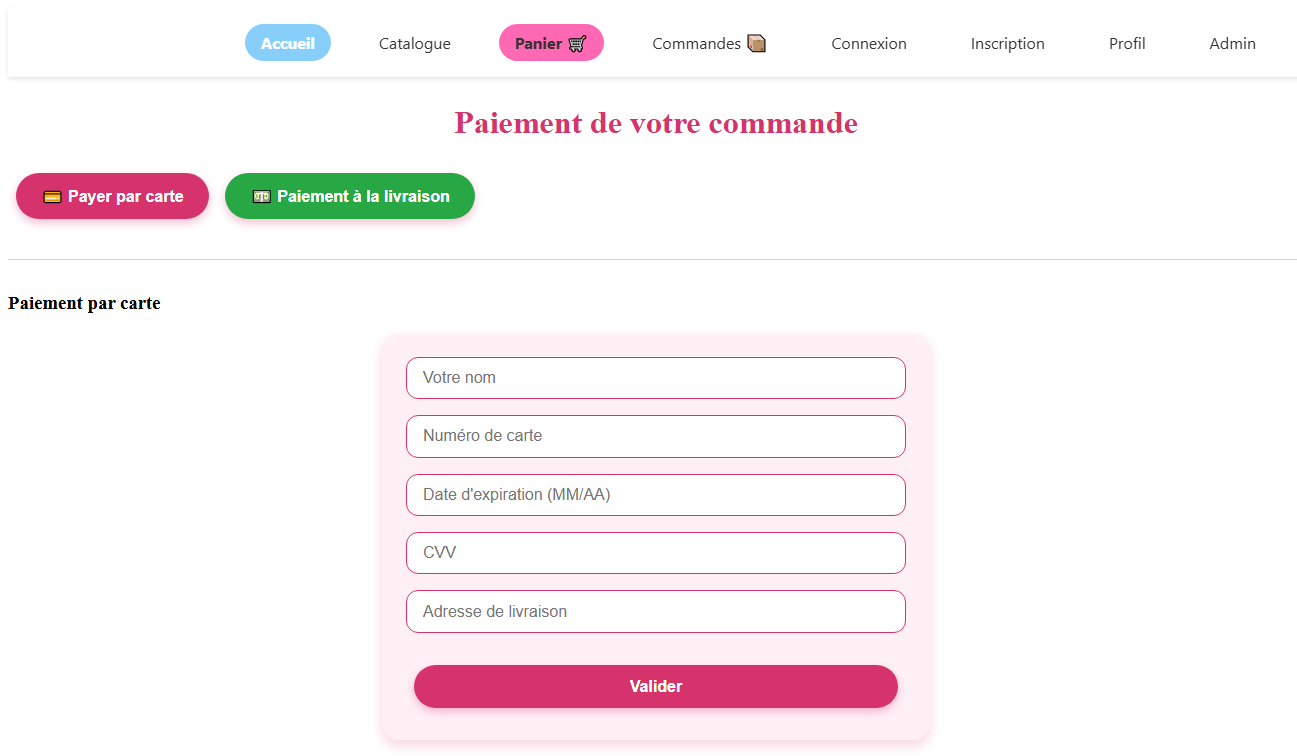 Accueil Catalogue Panier 🛒 Commandes 📦 Connexion Inscription Profil Admin
Paiement de votre commande
💳 Payer par carte 💵 Paiement à la livraison
Paiement par carte
Votre nom
Numéro de carte
Date d'expiration (MM/AA)
CVV
Adresse de livraison
Valider